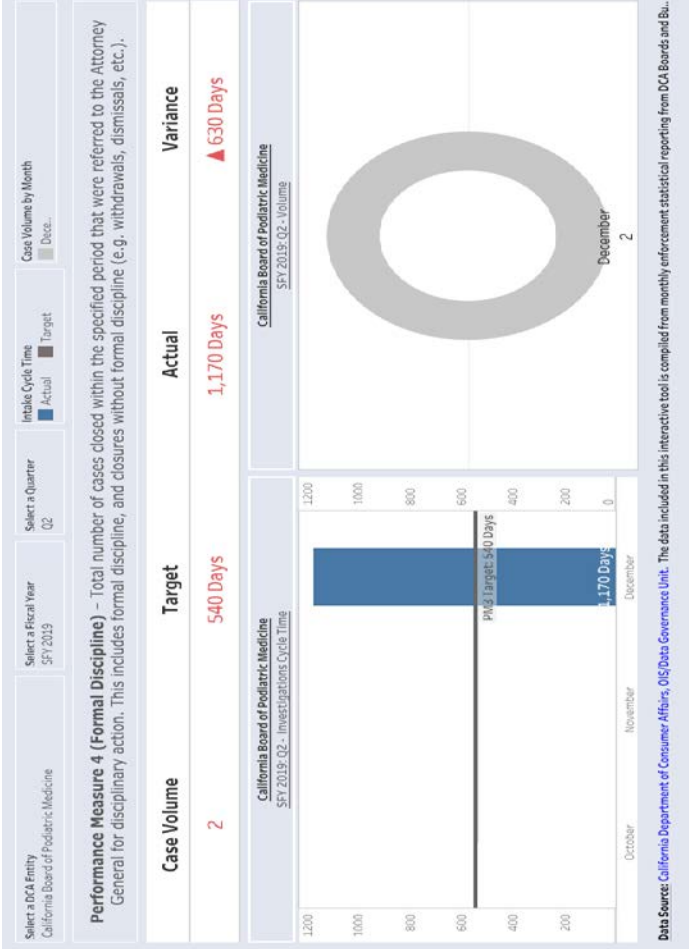 Select a DCA Entity
California Board of Podiatric Medicine
Select a Fiscal Year
SFY 2019
Select a Quarter
Q2
Intake Cycle Time
Actual
Target
Case Volume by Month
Dece..
Performance Measure 4 (Formal Discipline) – Total number of cases closed within the specified period that were referred to the Attorney
General for disciplinary action. This includes formal discipline, and closures without formal discipline (e.g. withdrawals, dismissals, etc.).
Case Volume
Target
Actual
Variance
2
540 Days
1,170 Days
▲ 630 Days
California Board of Podiatric Medicine
SFY 2019: Q2 - Investigations Cycle Time
1200
1000
800
600
400
200
1200
1000
800
600
400
200
0
PM3 Target: 540 Days
1,170 Days
October
November
December
California Board of Podiatric Medicine
SFY 2019: Q2 - Volume
December
2
Data Source: California Department of Consumer Affairs, OIS/Data Governance Unit. The data included in this interactive tool is compiled from monthly enforcement statistical reporting from DCA Boards and Bu..